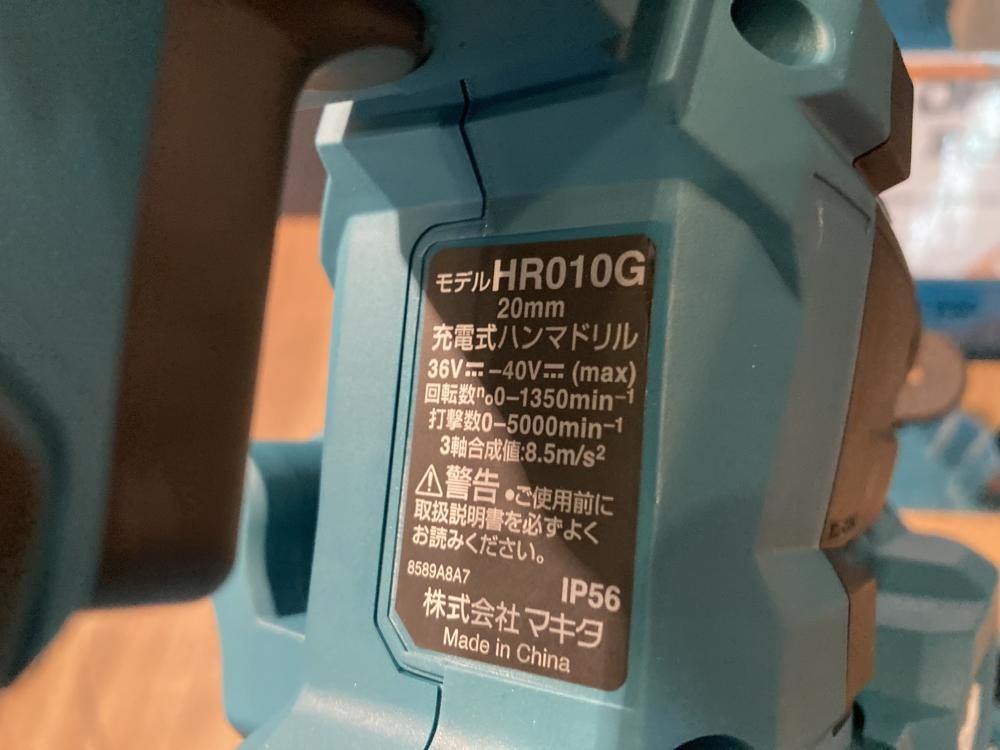 モデルHR010G
20mm
充電式ハンマドリル
36V⎓-40V⎓ (max)
回転数n₀0-1350min⁻¹
打撃数0-5000min⁻¹
3軸合成値:8.5m/s²
⚠警告 ●ご使用前に
取扱説明書を必ずよく
お読みください。
8589A8A7
IP56
株式会社マキタ
Made in China